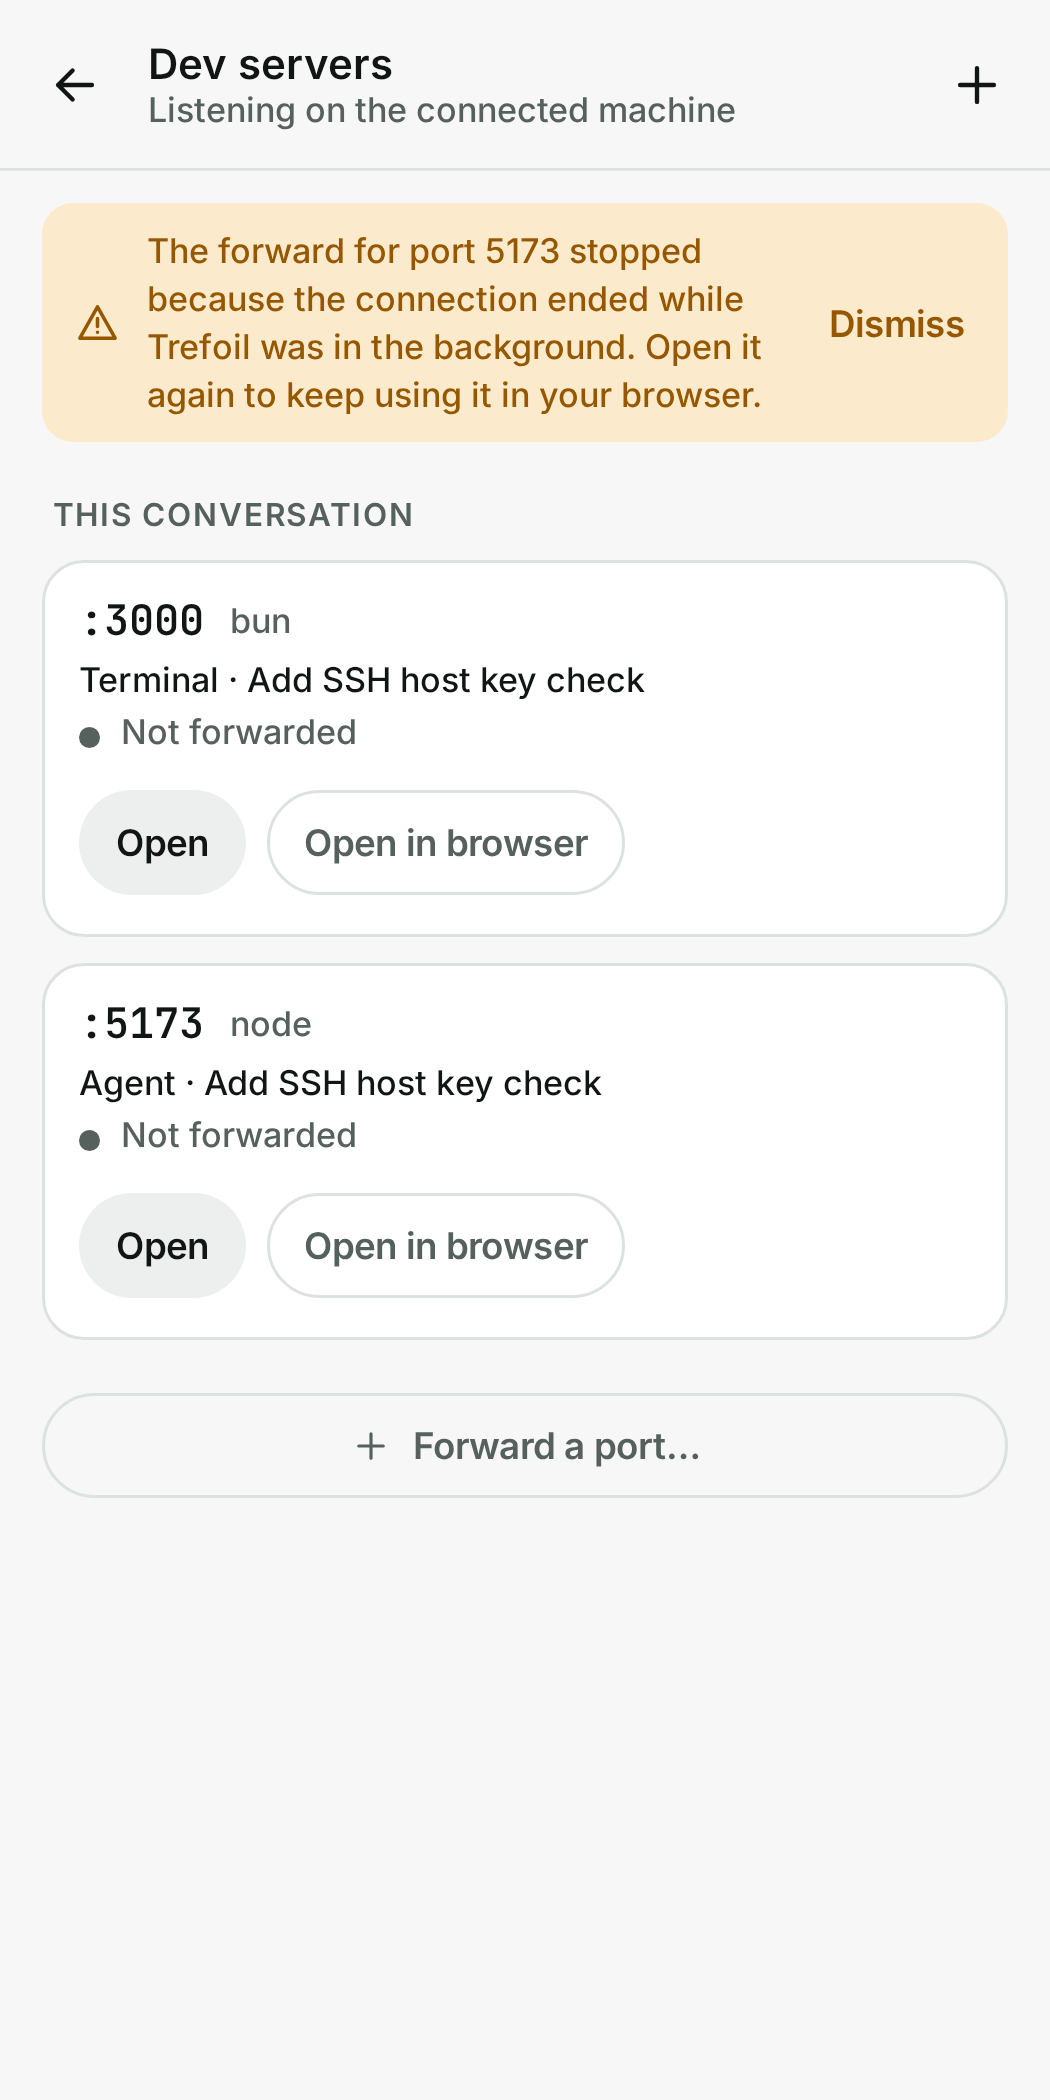 Dev servers
Listening on the connected machine
The forward for port 5173 stopped
because the connection ended while
Trefoil was in the background. Open it
again to keep using it in your browser.
Dismiss
THIS CONVERSATION
:3000 bun
Terminal · Add SSH host key check
Not forwarded
Open
Open in browser
:5173 node
Agent · Add SSH host key check
Not forwarded
Open
Open in browser
Forward a port...